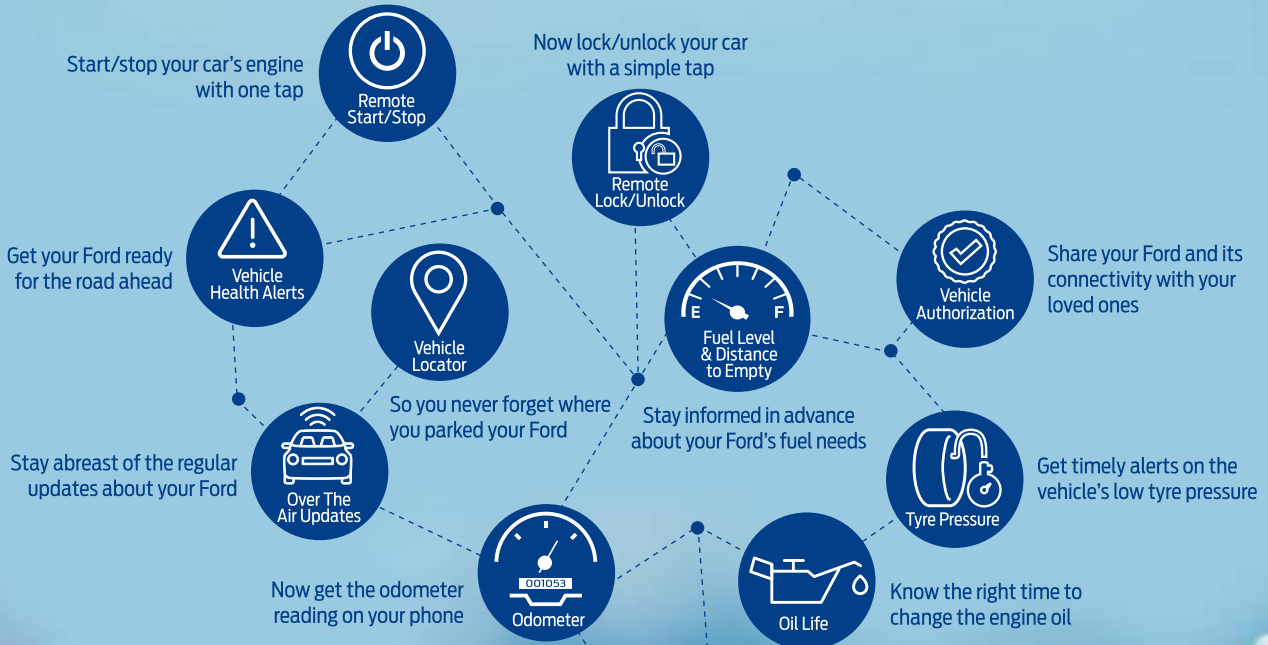 Start/stop your car's engine
with one tap
Remote
Start/Stop
Now lock/unlock your car
with a simple tap
Remote
Lock/Unlock
Get your Ford ready
for the road ahead
Vehicle
Health Alerts
Vehicle
Locator
So you never forget where
you parked your Ford
E
F
Fuel Level
& Distance
to Empty
Stay informed in advance
about your Ford's fuel needs
Vehicle
Authorization
Share your Ford and its
connectivity with your
loved ones
Stay abreast of the regular
updates about your Ford
Over The
Air Updates
Tyre Pressure
Get timely alerts on the
vehicle's low tyre pressure
Now get the odometer
reading on your phone
001053
Odometer
Oil Life
Know the right time to
change the engine oil